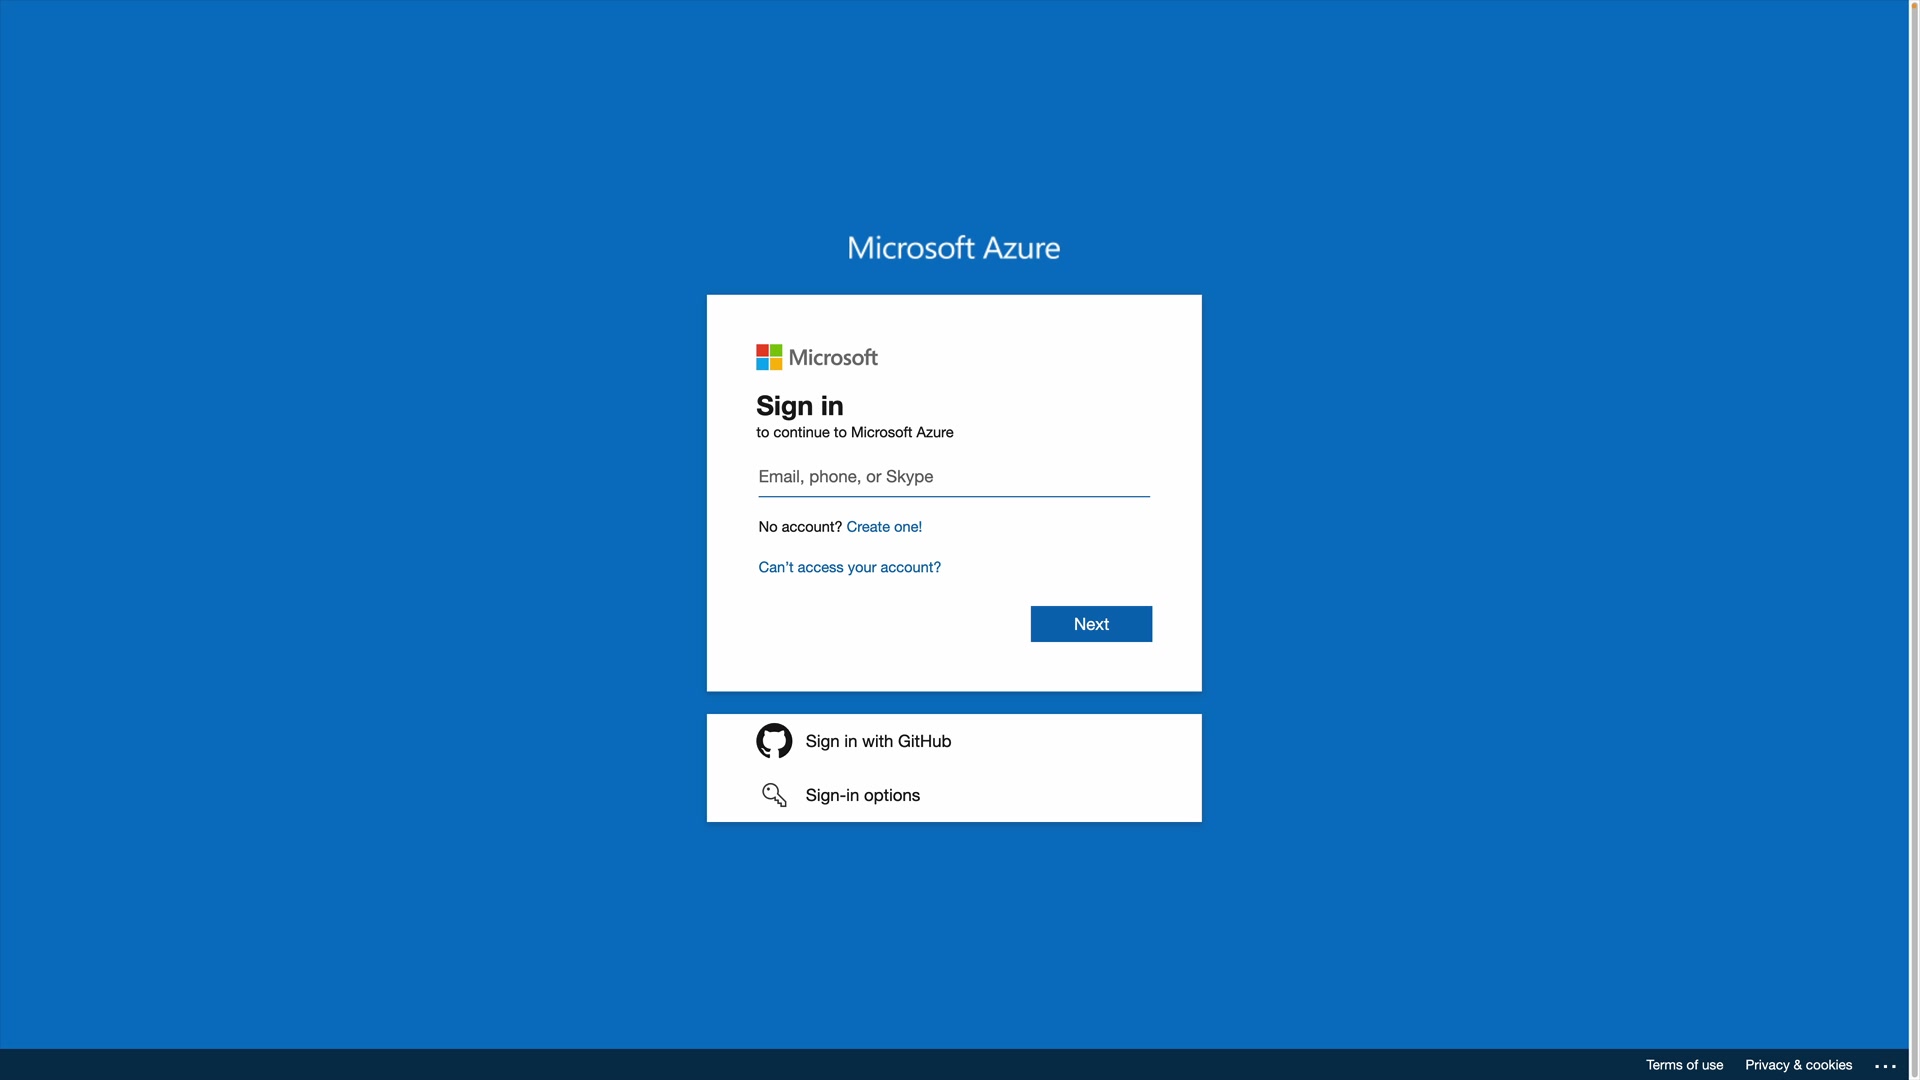 Microsoft Azure
Microsoft
Sign in
to continue to Microsoft Azure
Email, phone, or Skype
No account? Create one!
Can’t access your account?
Next
Sign in with GitHub
Sign-in options
Terms of use Privacy & cookies ...